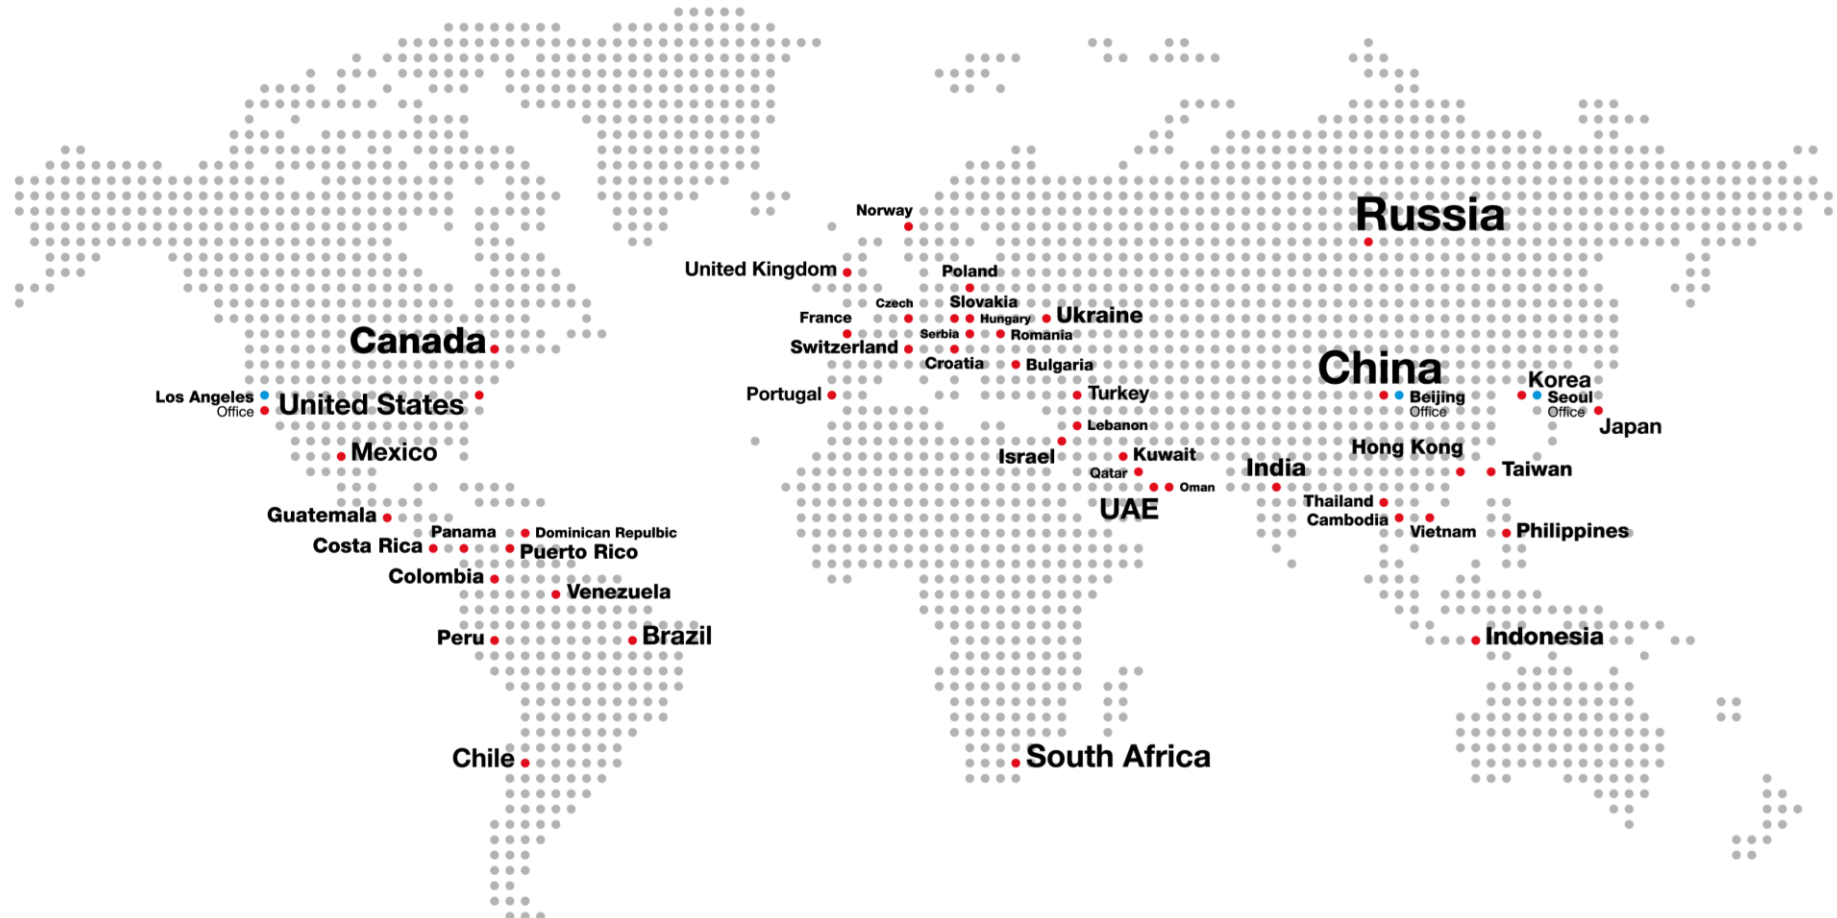 Norway
Russia
United Kingdom
Poland
Czech
Slovakia
France
Hungary
Ukraine
Serbia
Romania
Canada
Switzerland
Croatia
Bulgaria
China
Korea
Los Angeles
Office
United States
Portugal
Turkey
Beijing
Office
Seoul
Office
Japan
Lebanon
Mexico
Israel
Kuwait
Hong Kong
Qatar
India
Taiwan
Oman
UAE
Thailand
Guatemala
Cambodia
Panama
Dominican Repulbic
Vietnam
Philippines
Costa Rica
Puerto Rico
Colombia
Venezuela
Peru
Brazil
Indonesia
Chile
South Africa